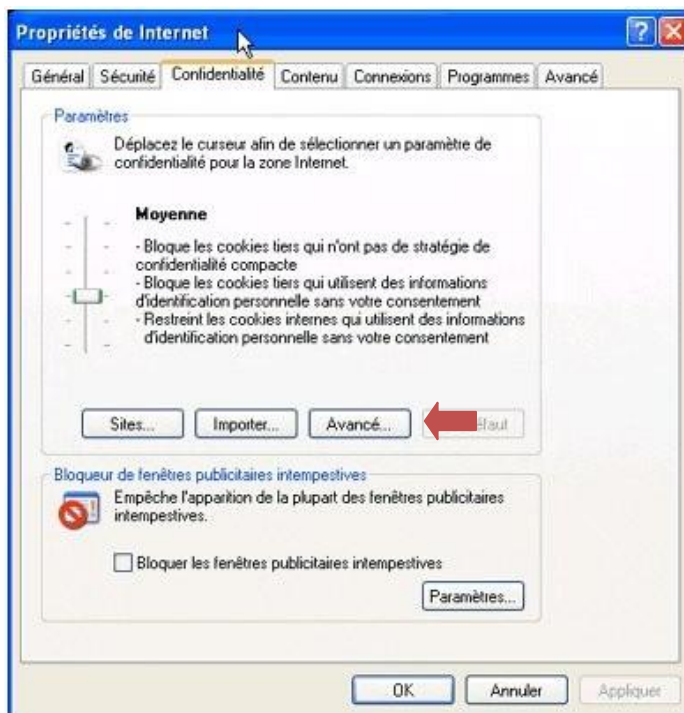 Propriétés de Internet
Général Sécurité Confidentialité Contenu Connexions Programmes Avancé
Paramètres
Déplacez le curseur afin de sélectionner un paramètre de
confidentialité pour la zone Internet.
Moyenne
- Bloque les cookies tiers qui n'ont pas de stratégie de
confidentialité compacte
- Bloque les cookies tiers qui utilisent des informations
d'identification personnelle sans votre consentement
- Restreint les cookies internes qui utilisent des informations
d'identification personnelle sans votre consentement
Sites... Importer... Avancé...
Bloqueur de fenêtres publicitaires intempestives
Empêche l'apparition de la plupart des fenêtres publicitaires
intempestives.
Bloquer les fenêtres publicitaires intempestives
Paramètres...
OK Annuler Appliquer